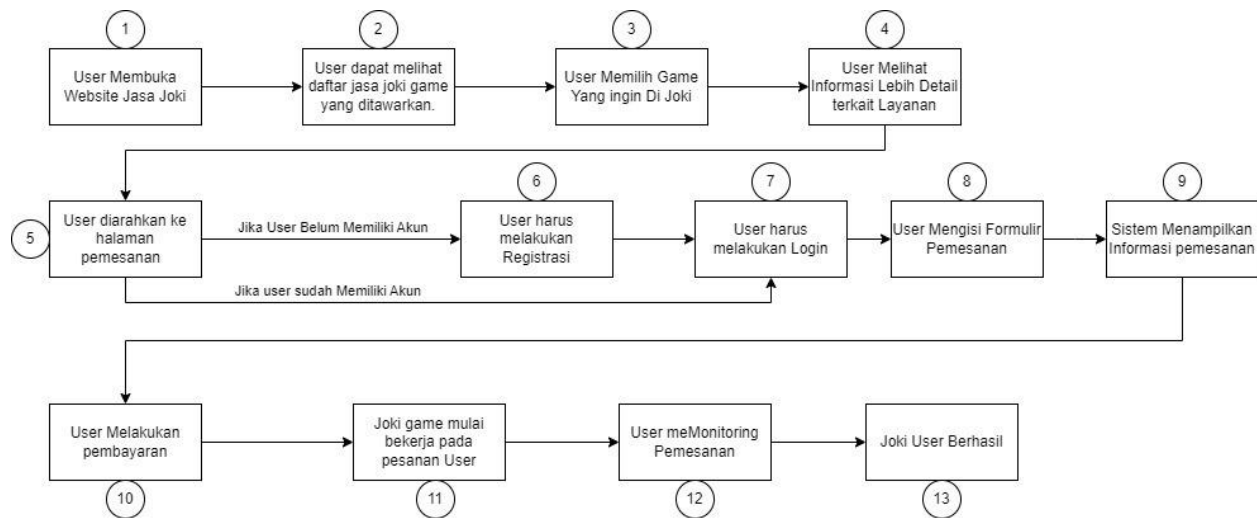 1
User Membuka
Website Jasa Joki
2
User dapat melihat
daftar jasa joki game
yang ditawarkan.
3
User Memilih Game
Yang ingin Di Joki
4
User Melihat
Informasi Lebih Detail
terkait Layanan
5
User diarahkan ke
halaman
pemesanan
Jika User Belum Memiliki Akun
Jika user sudah Memiliki Akun
6
User harus
melakukan
Registrasi
7
User harus
melakukan Login
8
User Mengisi Formulir
Pemesanan
9
Sistem Menampilkan
Informasi pemesanan
User Melakukan
pembayaran
10
Joki game mulai
bekerja pada
pesanan User
11
User meMonitoring
Pemesanan
12
Joki User Berhasil
13